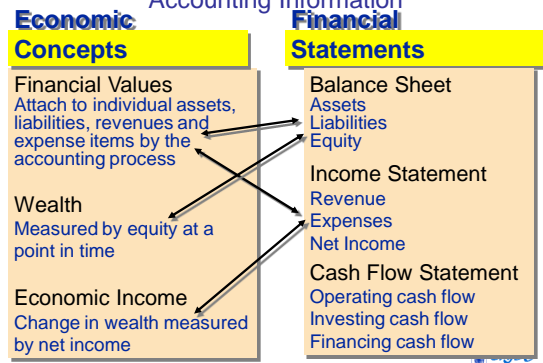 Accounting Information
Economic
Concepts
Financial Values
Attach to individual assets,
liabilities, revenues and
expense items by the
accounting process
Wealth
Measured by equity at a
point in time
Economic Income
Change in wealth measured
by net income
Financial
Statements
Balance Sheet
Assets
Liabilities
Equity
Income Statement
Revenue
Expenses
Net Income
Cash Flow Statement
Operating cash flow
Investing cash flow
Financing cash flow